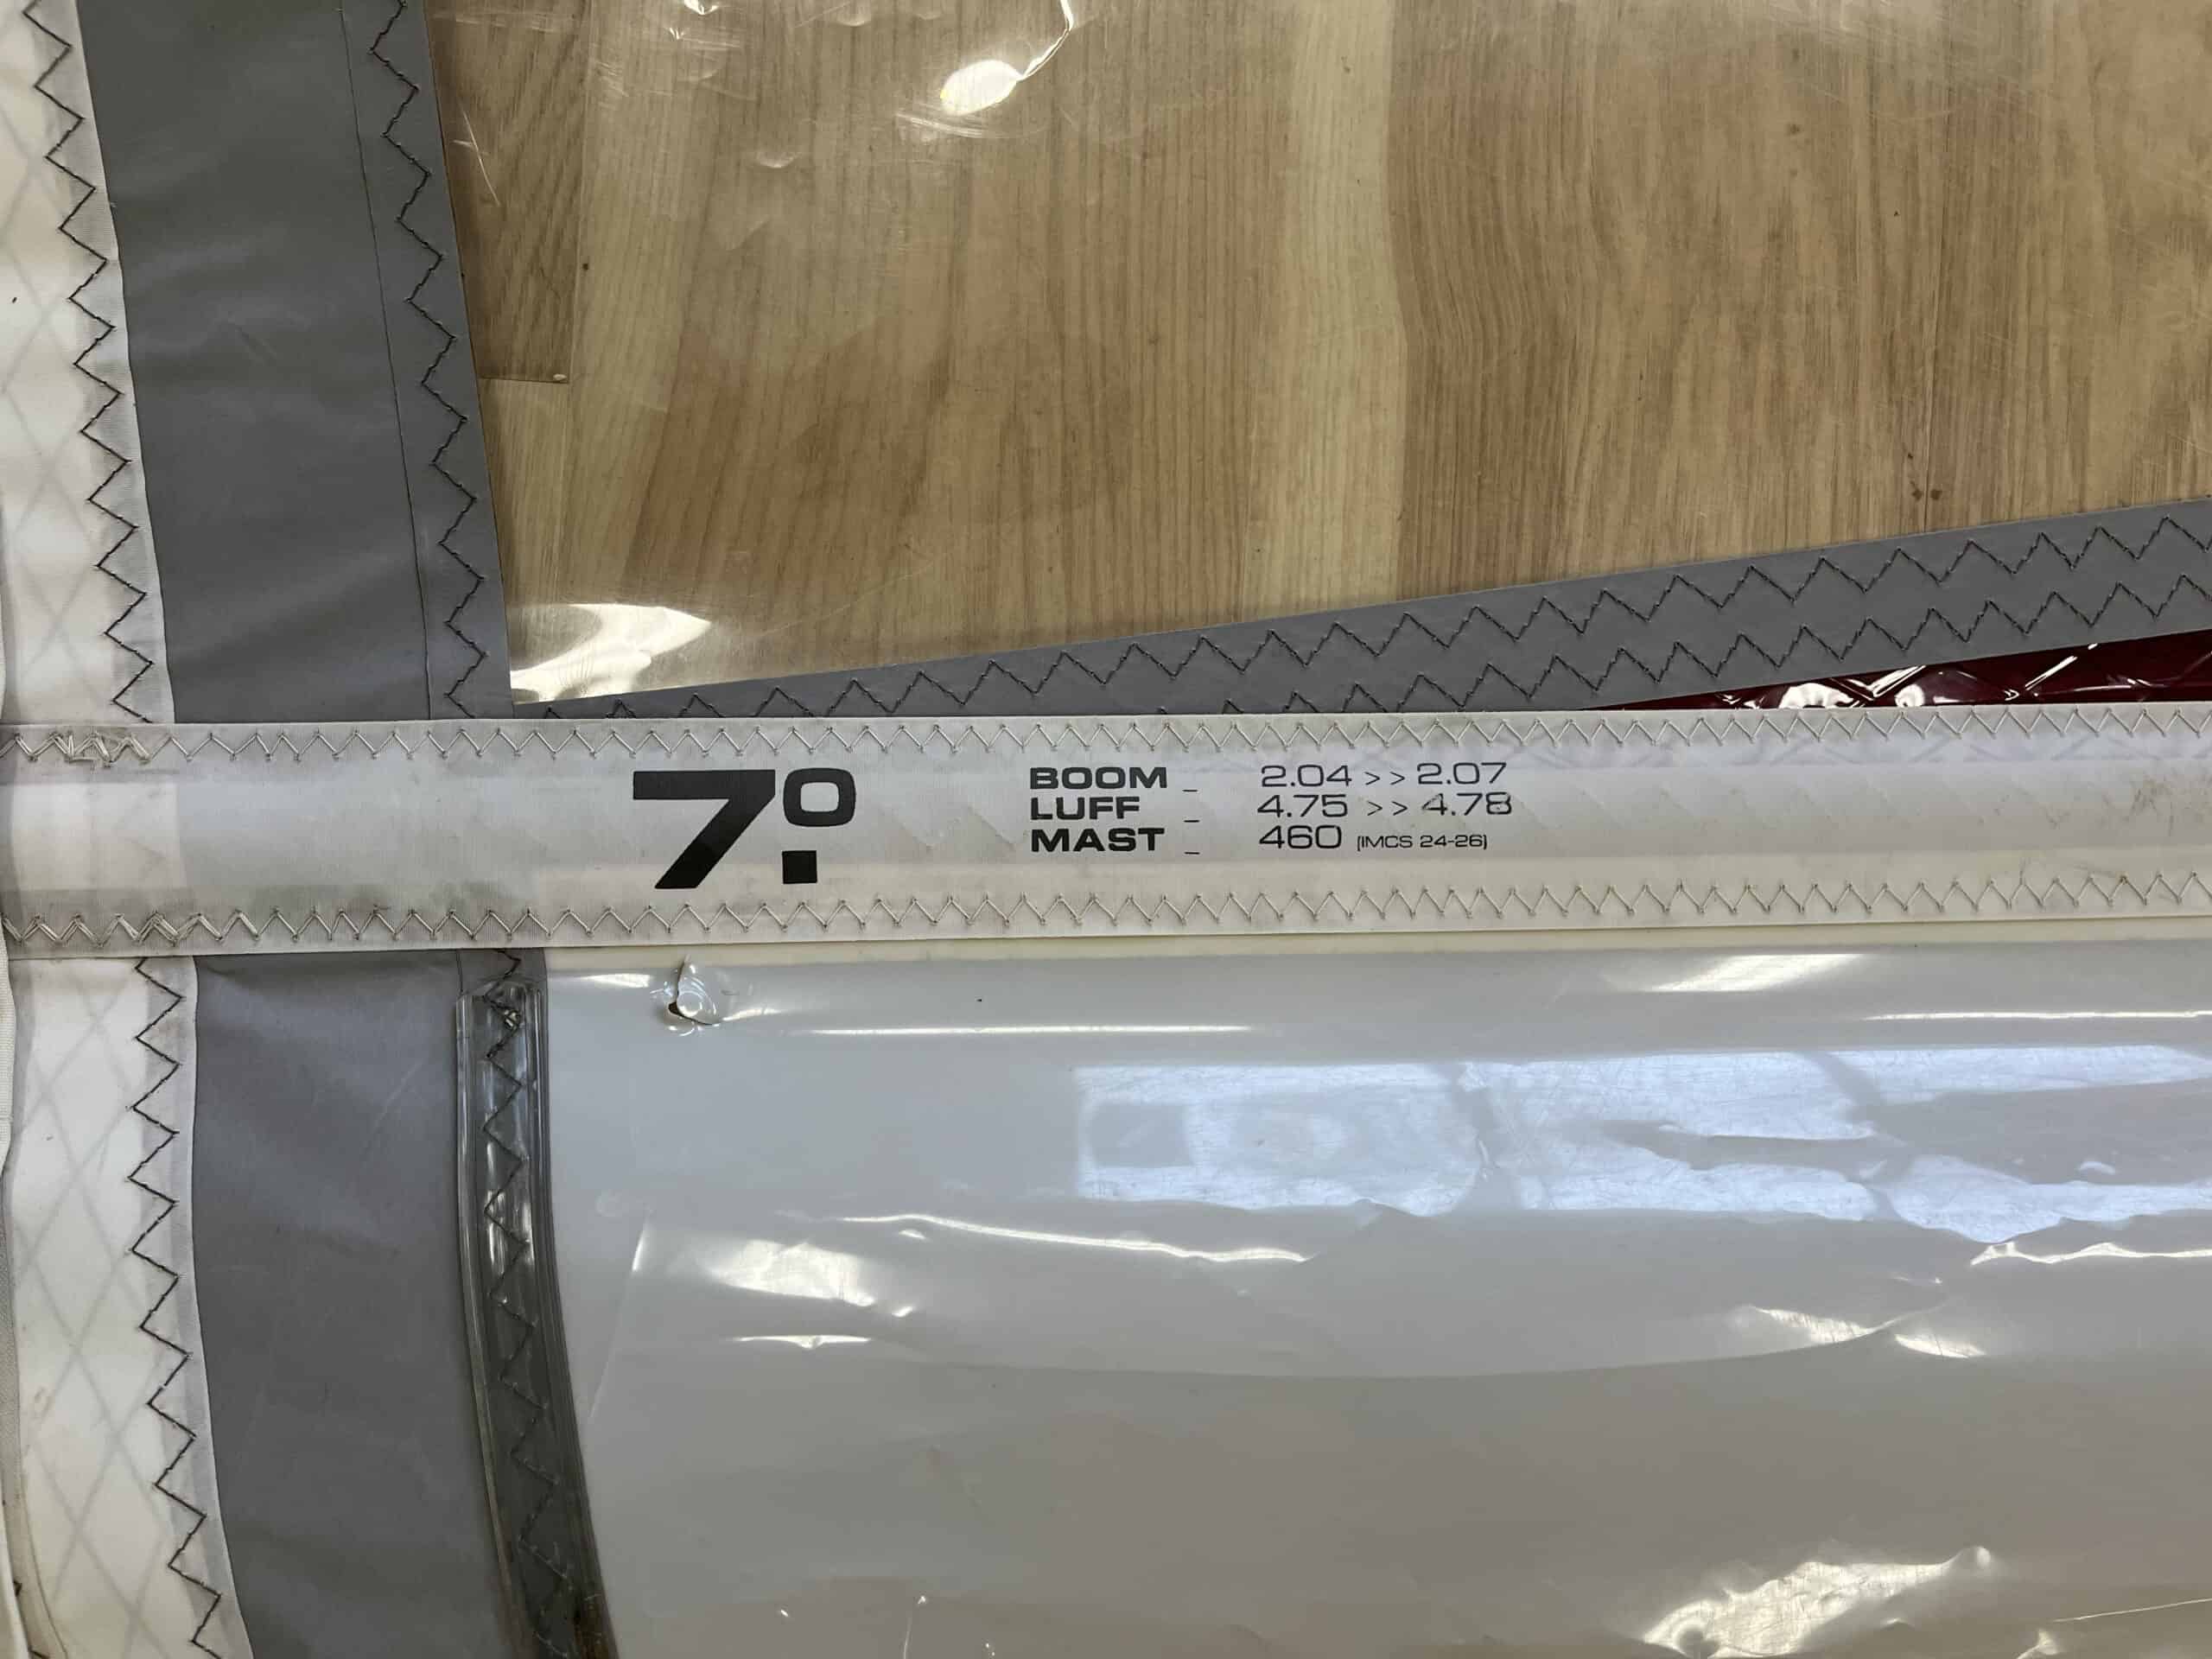 7.0
BOOM _ 2.04 >> 2.07
LUFF _ 4.75 >> 4.78
MAST _ 460 (IMCS 24-26)